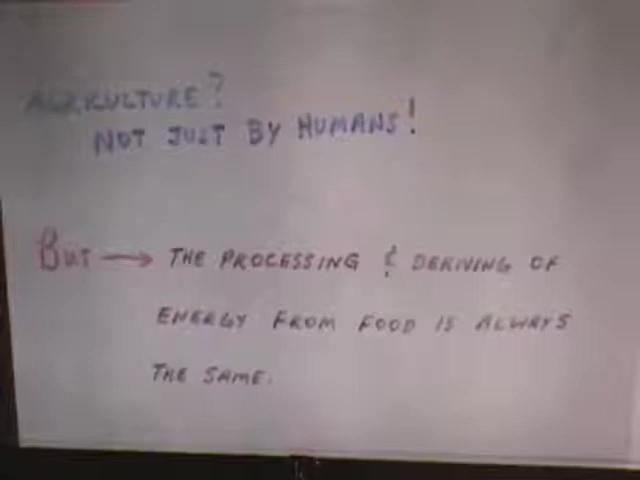 AGRICULTURE?
NOT JUST BY HUMANS!
BUT → THE PROCESSING & DERIVING OF
ENERGY FROM FOOD IS ALWAYS
THE SAME.